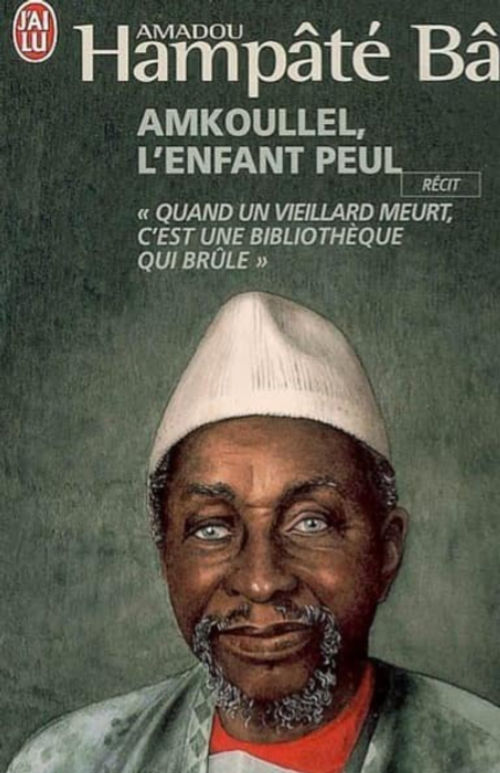 J'AI
LU
AMADOU
Hampâté Bâ
AMKOULLEL,
L'ENFANT PEUL
RÉCIT
« QUAND UN VIEILLARD MEURT,
C'EST UNE BIBLIOTHÈQUE
QUI BRÛLE »